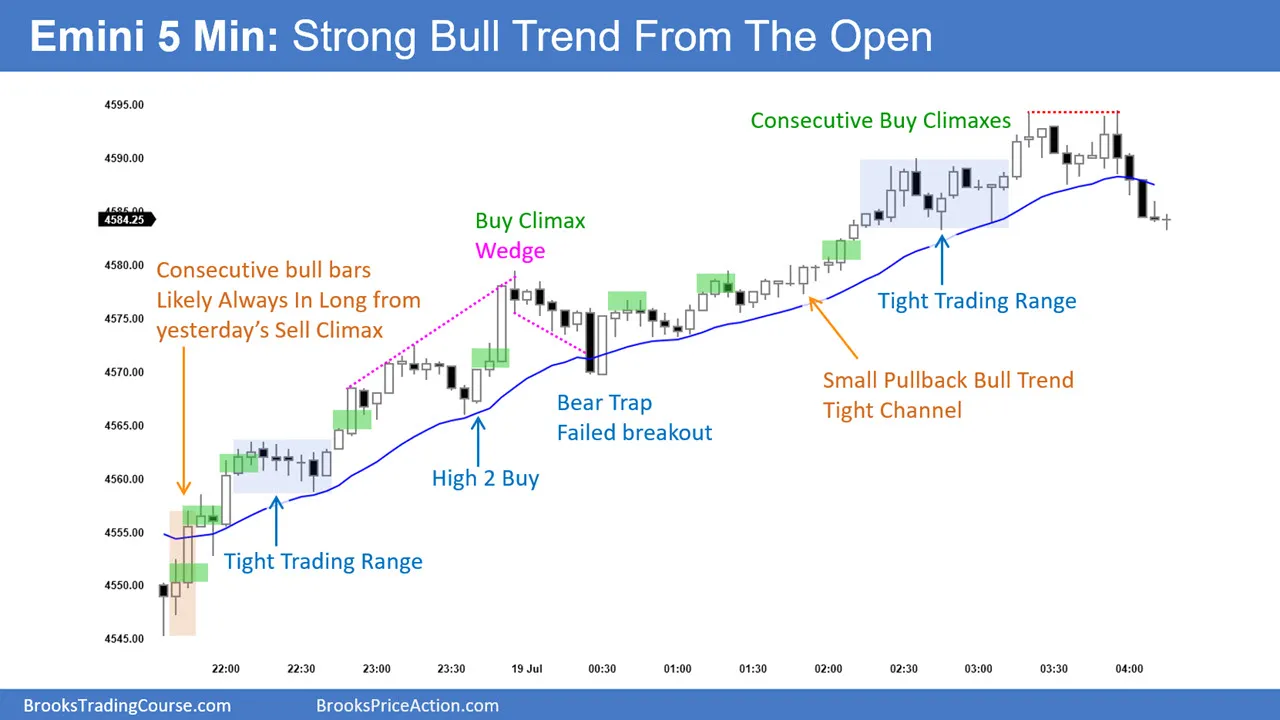 Emini 5 Min: Strong Bull Trend From The Open
4595.00
4590.00
4585.00
4584.25
4580.00
4575.00
4570.00
4565.00
4560.00
4555.00
4550.00
4545.00
Consecutive Buy Climaxes
Buy Climax
Wedge
Consecutive bull bars
Likely Always In Long from
yesterday's Sell Climax
Tight Trading Range
Small Pullback Bull Trend
Tight Channel
Bear Trap
Failed breakout
High 2 Buy
Tight Trading Range
22:00
22:30
23:00
23:30
19 Jul
00:30
01:00
01:30
02:00
02:30
03:00
03:30
04:00
BrooksTradingCourse.com
BrooksPriceAction.com